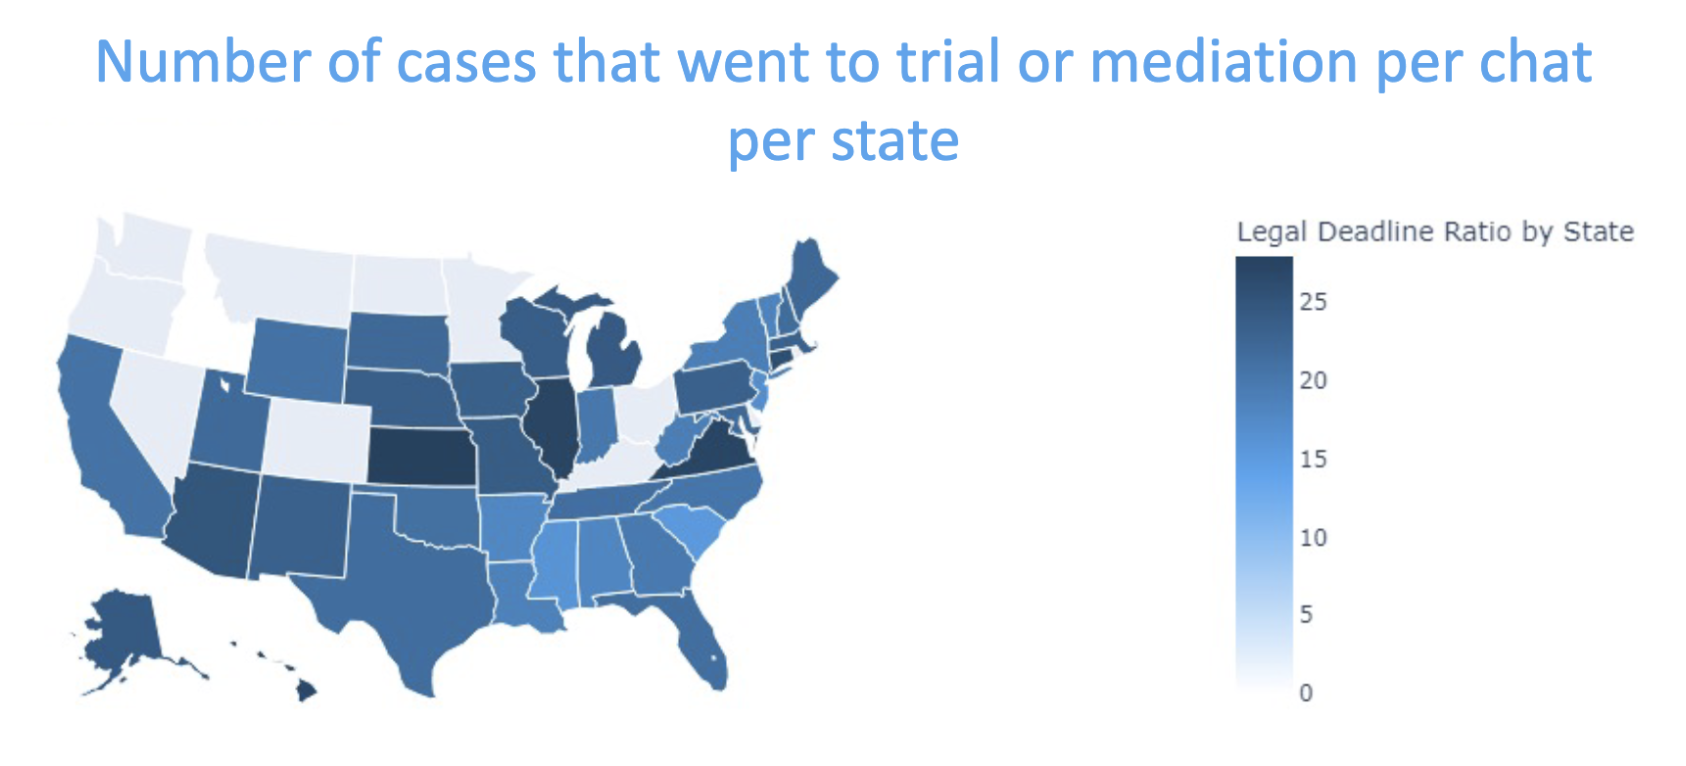 Number of cases that went to trial or mediation per chat
per state
Legal Deadline Ratio by State
25
20
15
10
5
0